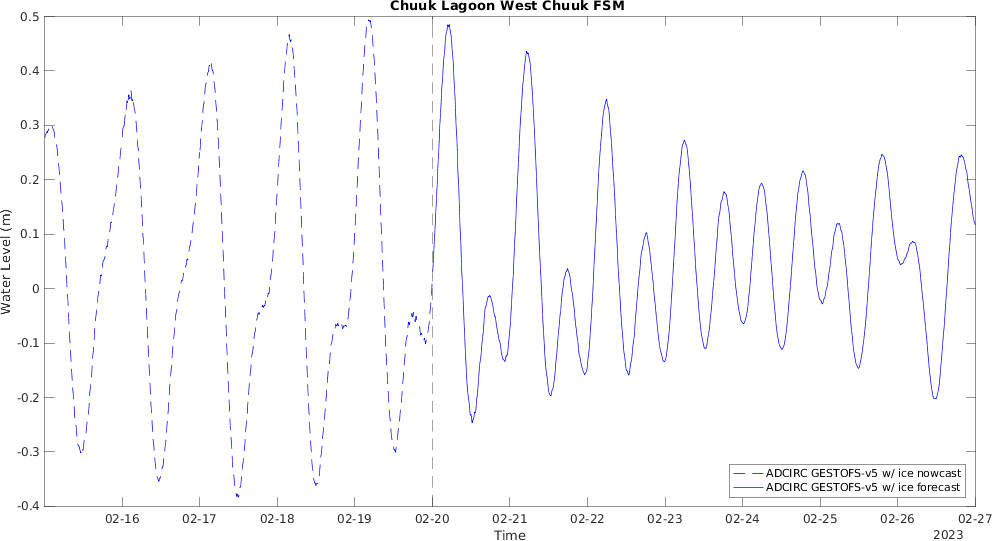 Chuuk Lagoon West Chuuk FSM
0.5
0.4
0.3
0.2
0.1
0
-0.1
-0.2
-0.3
-0.4
Water Level (m)
ADCIRC GESTOFS-v5 w/ ice nowcast
ADCIRC GESTOFS-v5 w/ ice forecast
02-16 02-17 02-18 02-19 02-20 02-21 02-22 02-23 02-24 02-25 02-26 02-27
Time
2023